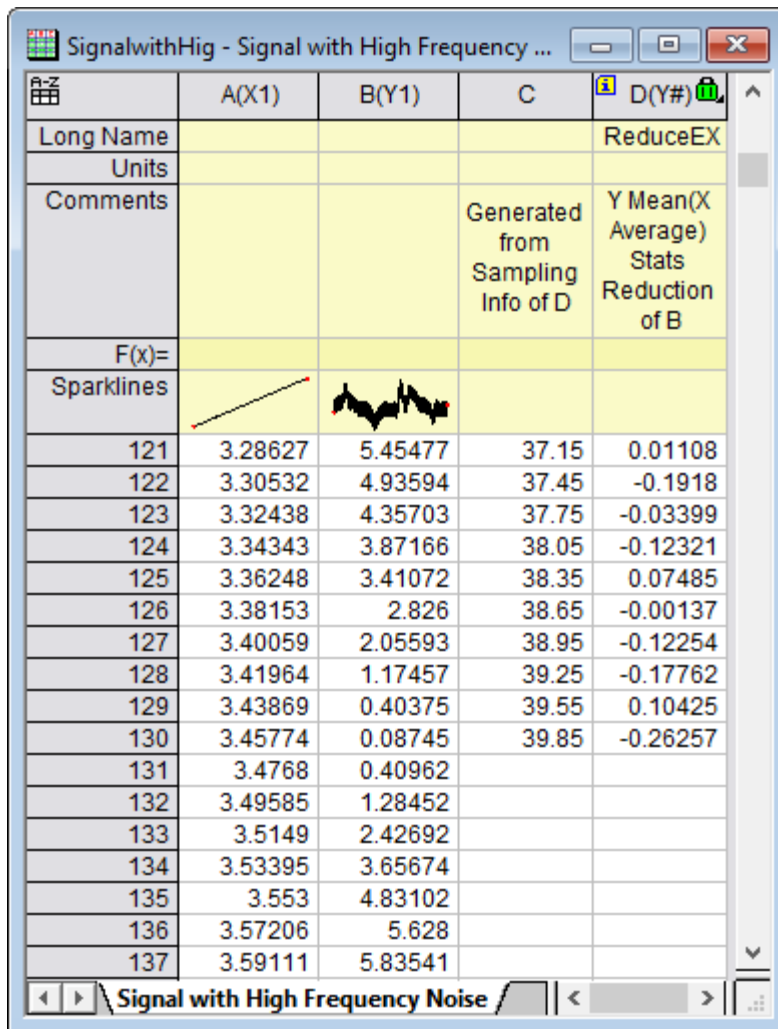 SignalwithHig - Signal with High Frequency ...
A-Z A(X1) B(Y1) C i D(Y#)
Long Name ReduceEX
Units
Comments Generated from Sampling Info of D Y Mean(X Average) Stats Reduction of B
F(x)=
Sparklines
121 3.28627 5.45477 37.15 0.01108
122 3.30532 4.93594 37.45 -0.1918
123 3.32438 4.35703 37.75 -0.03399
124 3.34343 3.87166 38.05 -0.12321
125 3.36248 3.41072 38.35 0.07485
126 3.38153 2.826 38.65 -0.00137
127 3.40059 2.05593 38.95 -0.12254
128 3.41964 1.17457 39.25 -0.17762
129 3.43869 0.40375 39.55 0.10425
130 3.45774 0.08745 39.85 -0.26257
131 3.4768 0.40962
132 3.49585 1.28452
133 3.5149 2.42692
134 3.53395 3.65674
135 3.553 4.83102
136 3.57206 5.628
137 3.59111 5.83541
Signal with High Frequency Noise